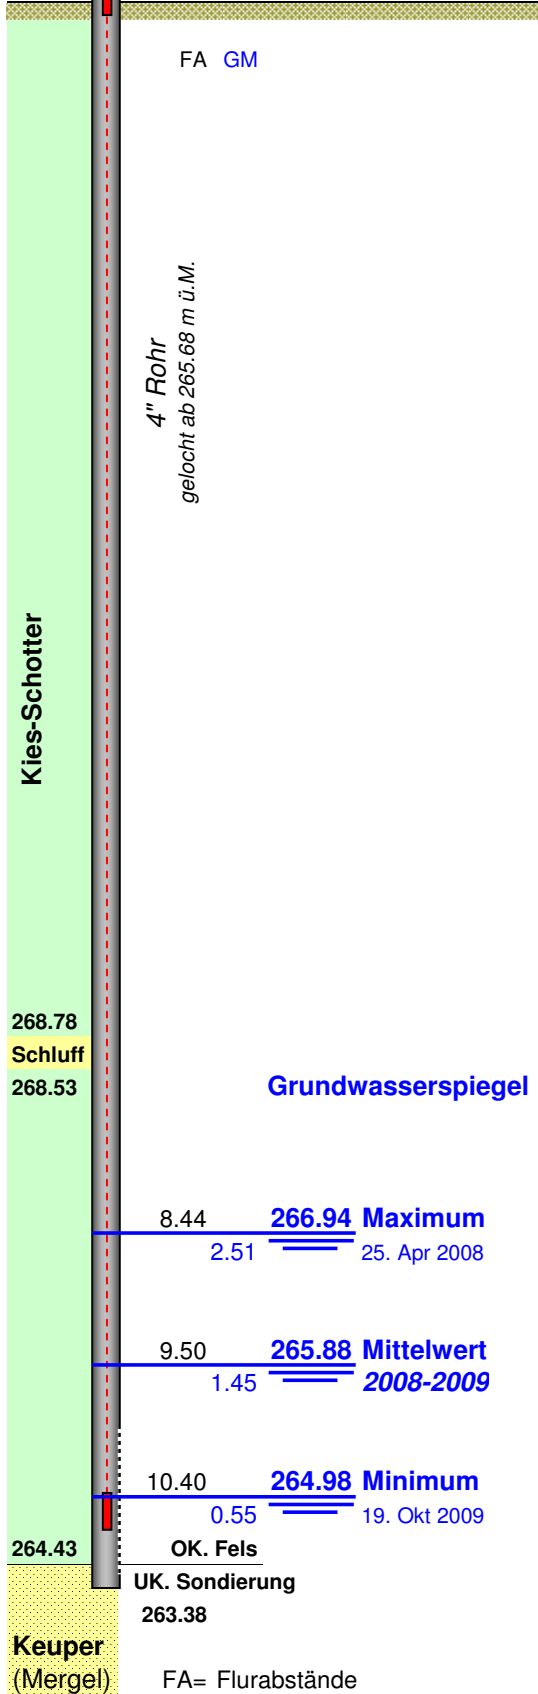 FA GM
4" Rohr
gelocht ab 265.68 m ü.M.
Kies-Schotter
268.78
Schluff
268.53
Grundwasserspiegel
8.44 266.94 Maximum
2.51 25. Apr 2008
9.50 265.88 Mittelwert
1.45 2008-2009
10.40 264.98 Minimum
0.55 19. Okt 2009
264.43 OK. Fels
UK. Sondierung
263.38
Keuper
(Mergel) FA= Flurabstände